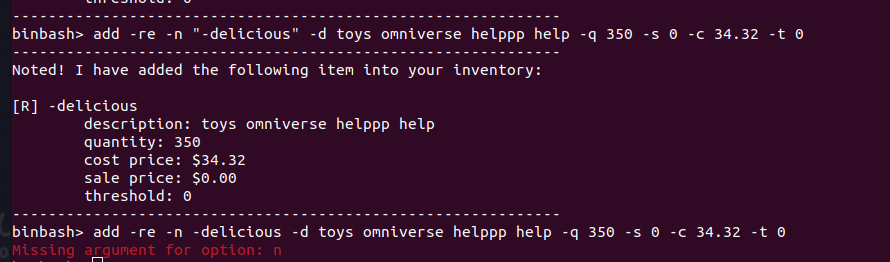 threshold: 0
-------------------------------------------------------------
binbash> add -re -n "-delicious" -d toys omniverse helppp help -q 350 -s 0 -c 34.32 -t 0
-------------------------------------------------------------
Noted! I have added the following item into your inventory:
[R] -delicious
description: toys omniverse helppp help
quantity: 350
cost price: $34.32
sale price: $0.00
threshold: 0
-------------------------------------------------------------
binbash> add -re -n -delicious -d toys omniverse helppp help -q 350 -s 0 -c 34.32 -t 0
Missing argument for option: n